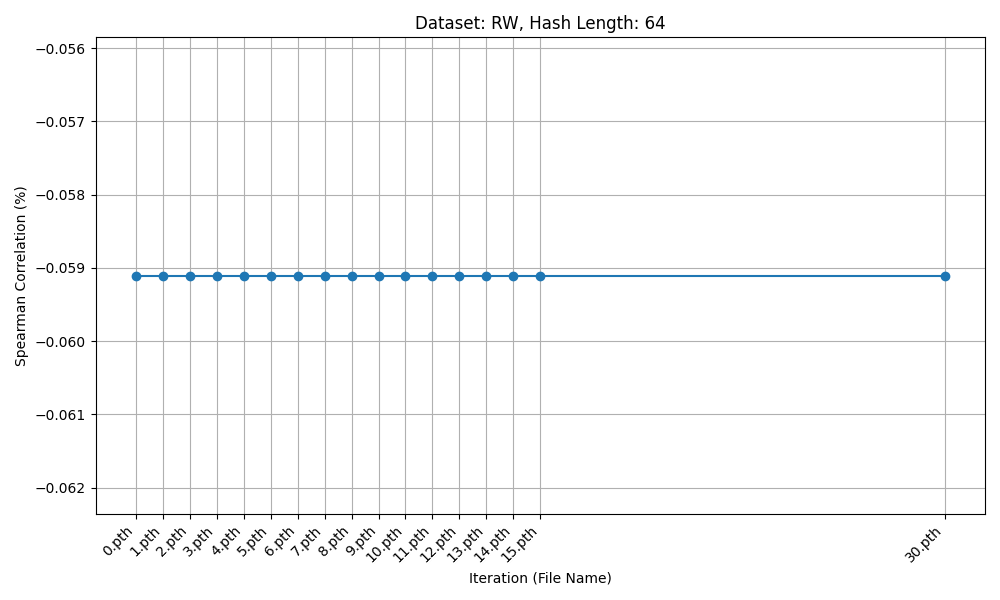 Dataset: RW, Hash Length: 64
−0.056
−0.057
−0.058
−0.059
−0.060
−0.061
−0.062
Spearman Correlation (%)
0.pth
1.pth
2.pth
3.pth
4.pth
5.pth
6.pth
7.pth
8.pth
9.pth
10.pth
11.pth
12.pth
13.pth
14.pth
15.pth
30.pth
Iteration (File Name)